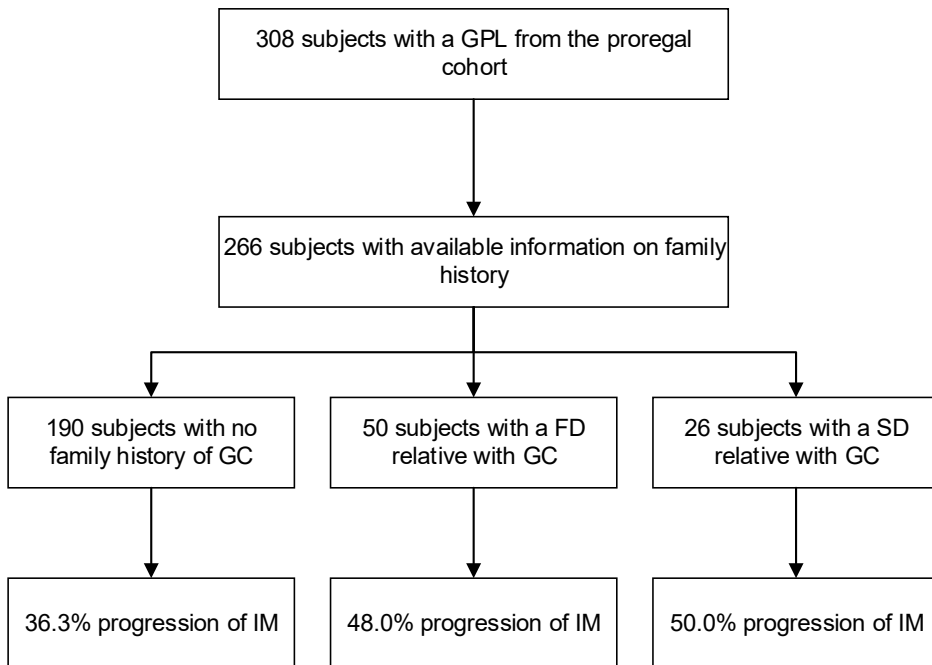 308 subjects with a GPL from the proregal
cohort
266 subjects with available information on family
history
190 subjects with no
family history of GC
50 subjects with a FD
relative with GC
26 subjects with a SD
relative with GC
36.3% progression of IM
48.0% progression of IM
50.0% progression of IM